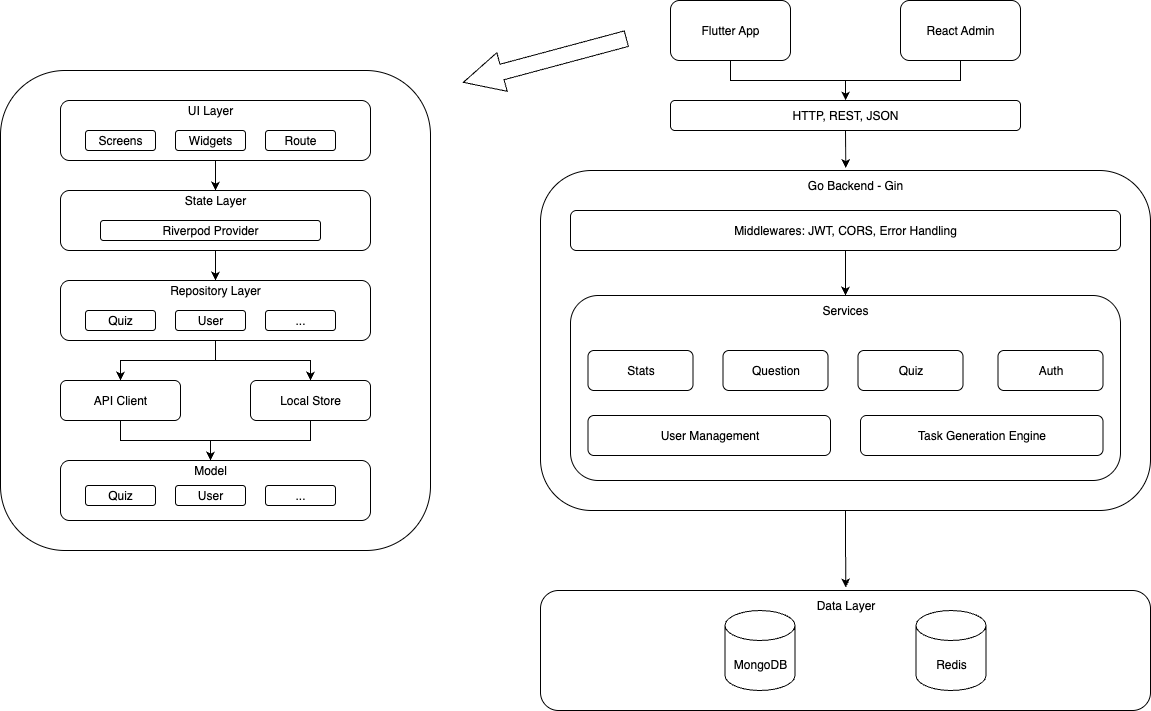 Flutter App
React Admin
HTTP, REST, JSON
Go Backend - Gin
Middlewares: JWT, CORS, Error Handling
Services
Stats
Question
Quiz
Auth
User Management
Task Generation Engine
Data Layer
MongoDB
Redis
UI Layer
Screens
Widgets
Route
State Layer
Riverpod Provider
Repository Layer
Quiz
User
...
API Client
Local Store
Model
Quiz
User
...